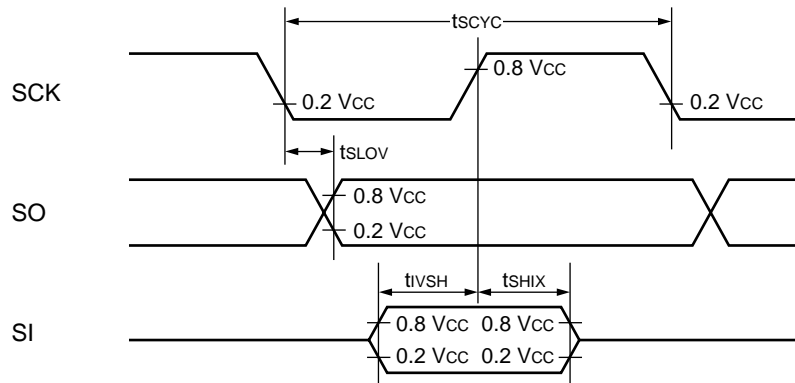 tSCYC
SCK
0.8 VCC
0.2 VCC
0.2 VCC
tSLOV
SO
0.8 VCC
0.2 VCC
tIVSH
tSHIX
SI
0.8 VCC
0.8 VCC
0.2 VCC
0.2 VCC